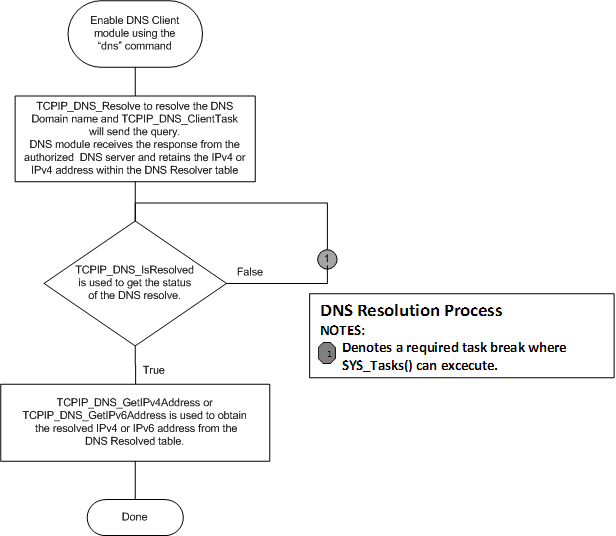 Enable DNS Client
module using the
“dns” command
TCPIP_DNS_Resolve to resolve the DNS
Domain name and TCPIP_DNS_ClientTask
will send the query.
DNS module receives the response from the
authorized DNS server and retains the IPv4 or
IPv4 address within the DNS Resolver table
TCPIP_DNS_IsResolved
is used to get the status
of the DNS resolve.
False
1
True
TCPIP_DNS_GetIPv4Address or
TCPIP_DNS_GetIPv6Address is used to obtain
the resolved IPv4 or IPv6 address from the
DNS Resolved table.
Done
DNS Resolution Process
NOTES:
1 Denotes a required task break where
SYS_Tasks() can excecute.